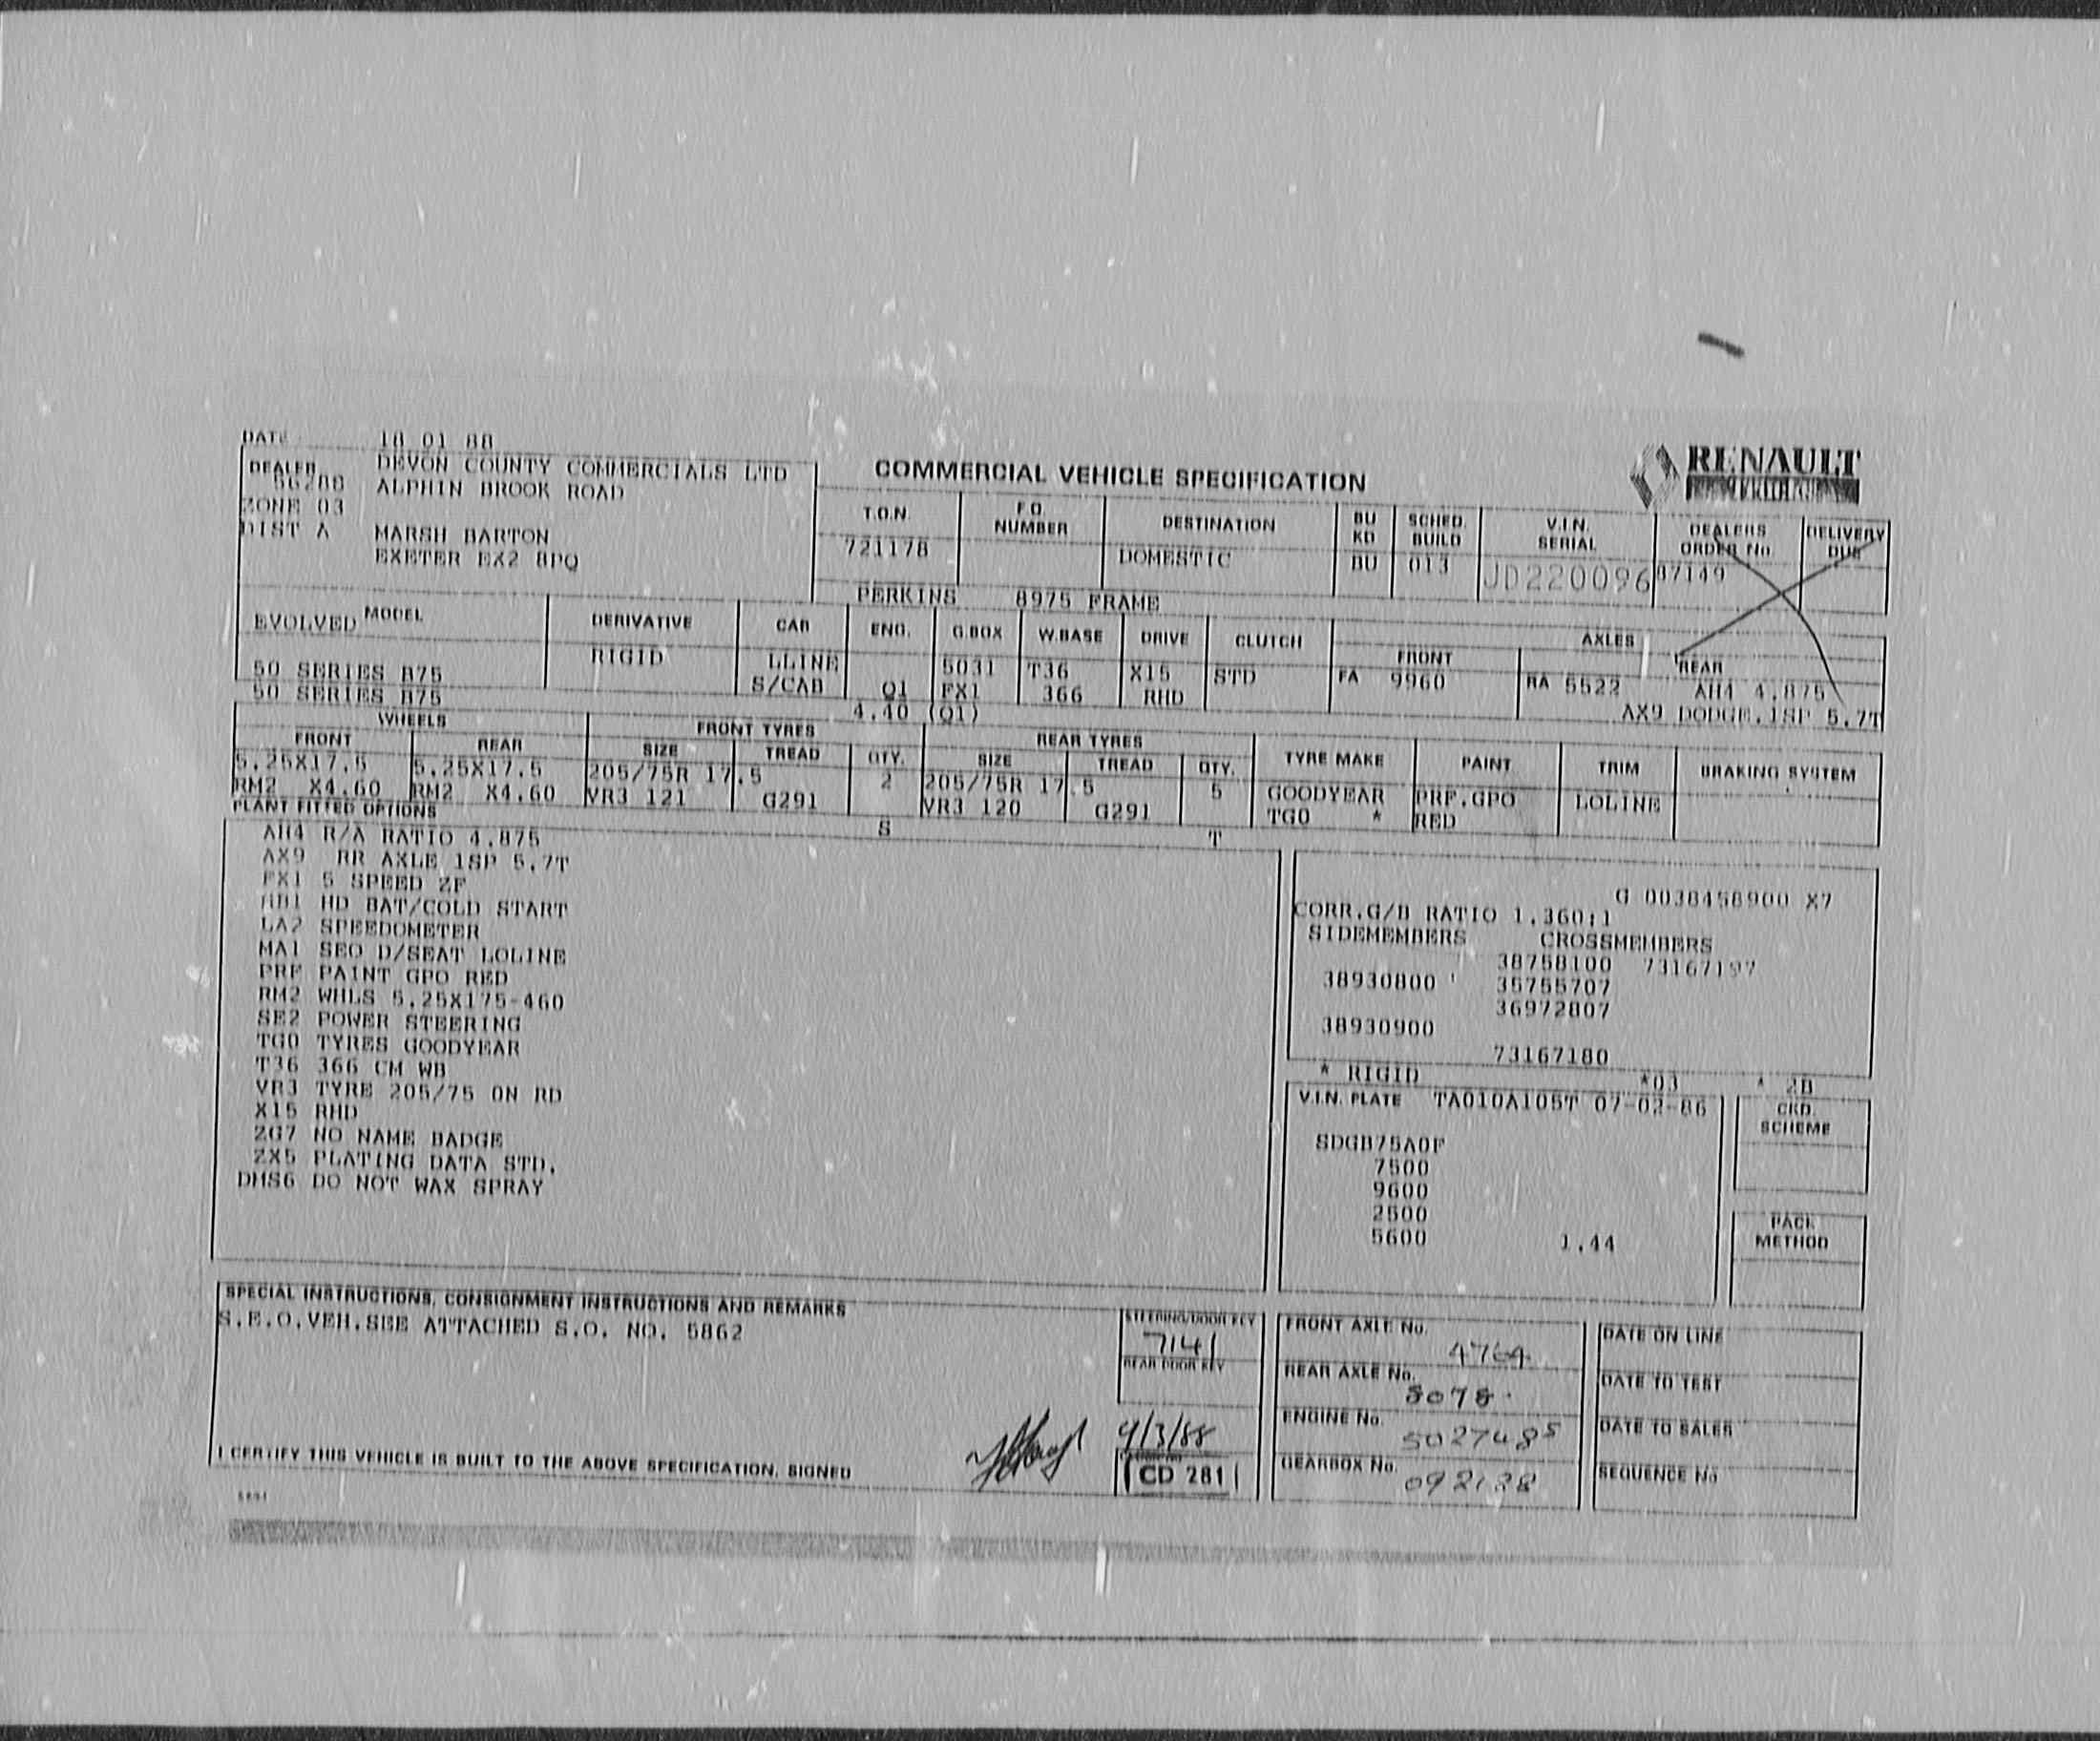 DATE 18 01 88
DEALER DEVON COUNTY COMMERCIALS LTD
56288 ALPHIN BROOK ROAD
ZONE 03
DIST A MARSH BARTON
EXETER EX2 8PQ
COMMERCIAL VEHICLE SPECIFICATION
RENAULT
T.O.N. F.O. NUMBER DESTINATION BU KD SCHED. BUILD V.I.N. SERIAL DEALERS ORDER No. DELIVERY DUE
721178 DOMESTIC BU 013 JD220096 87149
PERKINS 8975 FRAME
EVOLVED MODEL DERIVATIVE CAB ENG. G.BOX W.BASE DRIVE CLUTCH AXLES
FRONT REAR
50 SERIES B75 RIGID LLINE 5031 T36 X15 STD FA 9960 RA 5522 AH4 4.875
50 SERIES B75 S/CAB Q1 FX1 366 RHD AX9 DODGE.1SP 5.7T
4.40 (Q1)
WHEELS FRONT TYRES REAR TYRES
FRONT REAR SIZE TREAD QTY. SIZE TREAD QTY. TYRE MAKE PAINT TRIM BRAKING SYSTEM
5.25X17.5 5.25X17.5 205/75R 17.5 2 205/75R 17.5 5 GOODYEAR PRF.GPO LOLINE
RM2 X4.60 RM2 X4.60 VR3 121 G291 VR3 120 G291 TG0 * RED
PLANT FITTED OPTIONS
S T
AH4 R/A RATIO 4.875
AX9 RR AXLE 1SP 5.7T
FX1 5 SPEED ZF
HB1 HD BAT/COLD START
LA2 SPEEDOMETER
MA1 SEO D/SEAT LOLINE
PRF PAINT GPO RED
RM2 WHLS 5.25X175-460
SE2 POWER STEERING
TG0 TYRES GOODYEAR
T36 366 CM WB
VR3 TYRE 205/75 ON RD
X15 RHD
ZG7 NO NAME BADGE
ZX5 PLATING DATA STD.
DMS6 DO NOT WAX SPRAY
G 0038458900 X7
CORR.G/B RATIO 1.360:1
SIDEMEMBERS CROSSMEMBERS
38758100 73167197
38930800 35755707
36972807
38930900
73167180
* RIGID *03 * 2B
V.I.N. PLATE TA010A105T 07-02-86
SDGB75A0F
7500
9600
2500
5600 1.44
CKD. SCHEME
PACK METHOD
SPECIAL INSTRUCTIONS, CONSIGNMENT INSTRUCTIONS AND REMARKS
S.E.O.VEH.SEE ATTACHED S.O. NO. 5862
STEERING/DOOR KEY
7141
REAR DOOR KEY
9/3/88
CD 281
I CERTIFY THIS VEHICLE IS BUILT TO THE ABOVE SPECIFICATION, SIGNED
FRONT AXLE No. 4764
REAR AXLE No. 8078
ENGINE No. 5027485
GEARBOX No. 092138
DATE ON LINE
DATE TO TEST
DATE TO SALES
SEQUENCE No